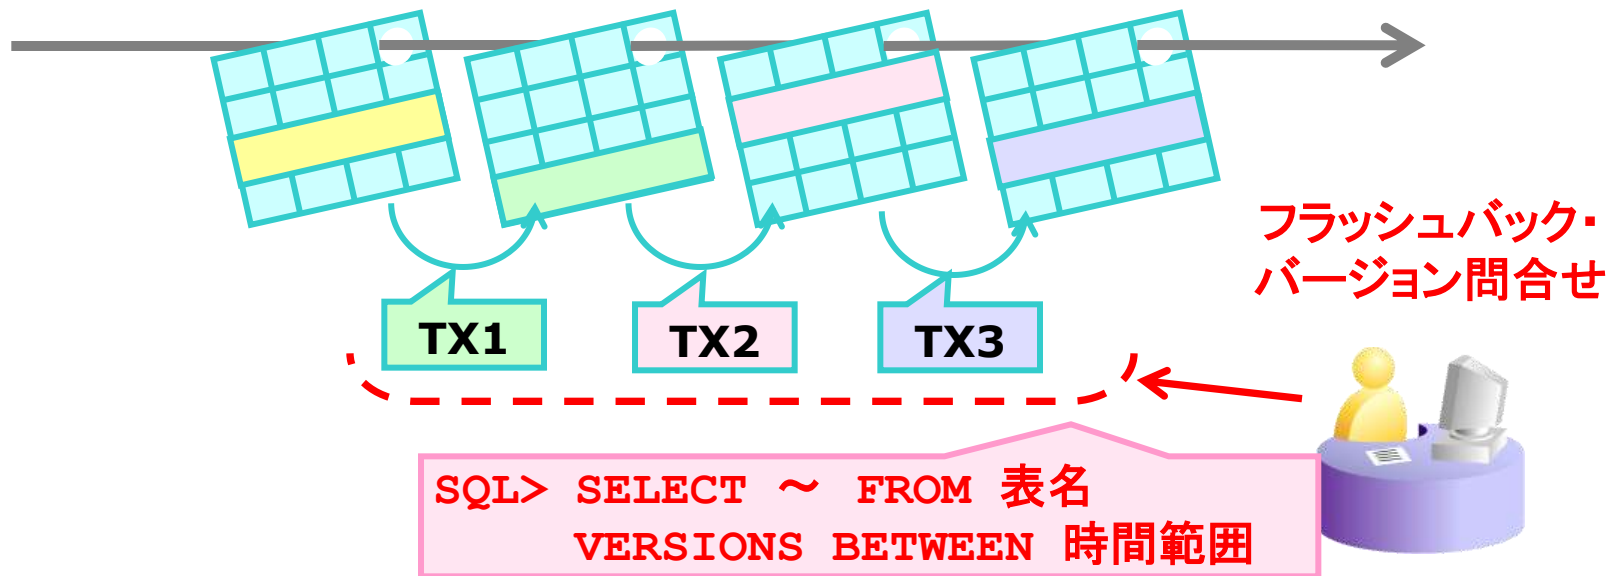 フラッシュバック・
バージョン問合せ
TX1
TX2
TX3
SQL> SELECT ～ FROM 表名
VERSIONS BETWEEN 時間範囲